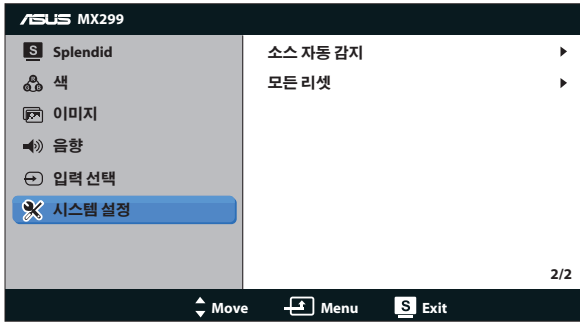 ASUS MX299
S Splendid
색
이미지
음향
입력 선택
시스템 설정
소스 자동 감지
모든 리셋
2/2
Move Menu S Exit